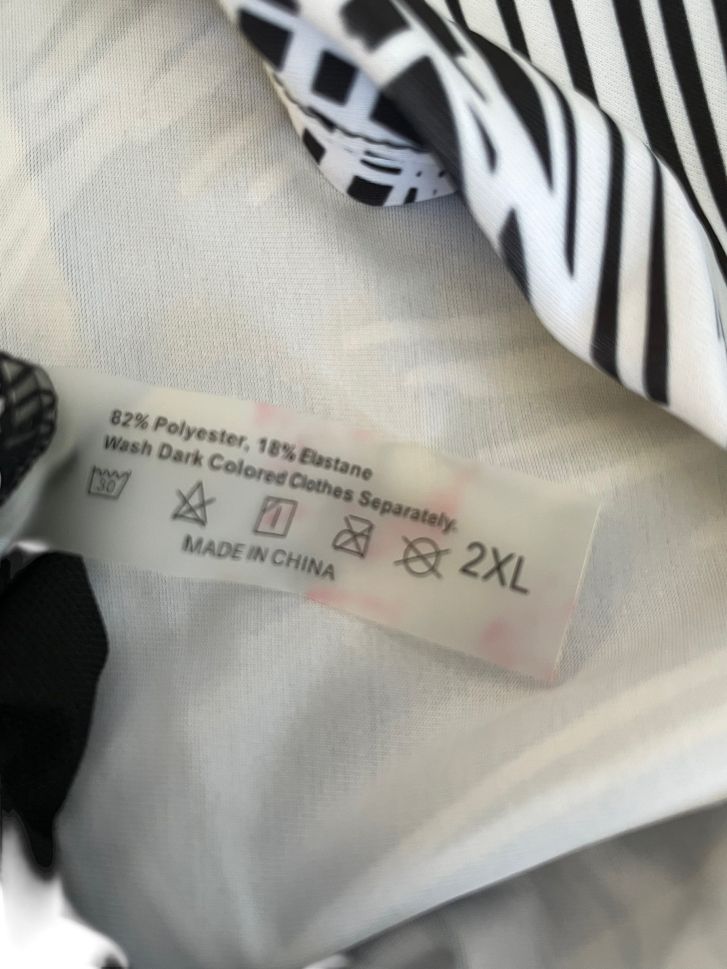 82% Polyester, 18% Elastane
Wash Dark Colored Clothes Separately.
30
2XL
MADE IN CHINA